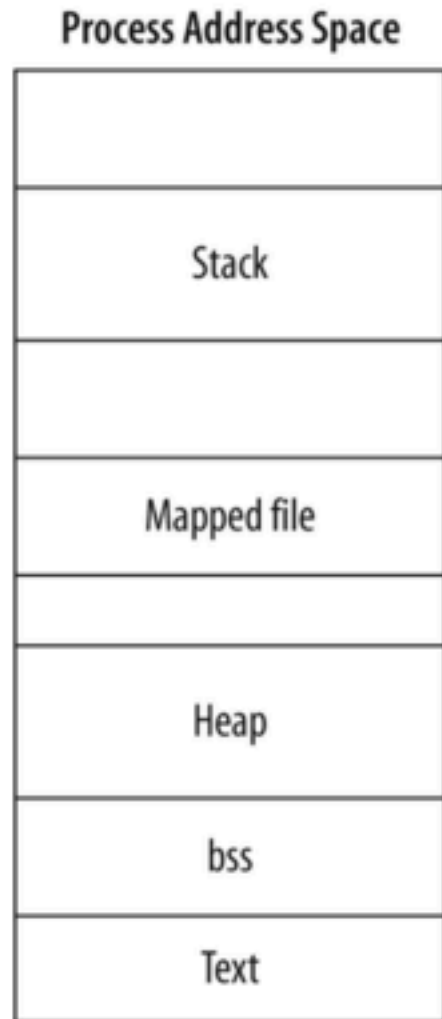 Process Address Space
Stack
Mapped file
Heap
bss
Text